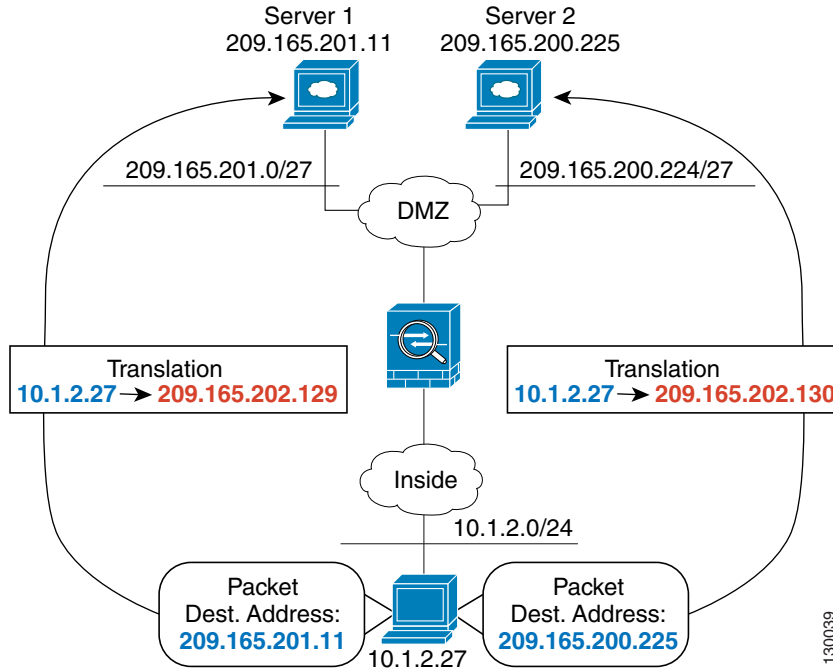 Server 1
209.165.201.11
Server 2
209.165.200.225
209.165.201.0/27
209.165.200.224/27
DMZ
Translation
10.1.2.27 → 209.165.202.129
Translation
10.1.2.27 → 209.165.202.130
Inside
10.1.2.0/24
Packet
Dest. Address:
209.165.201.11
Packet
Dest. Address:
209.165.200.225
10.1.2.27
130039